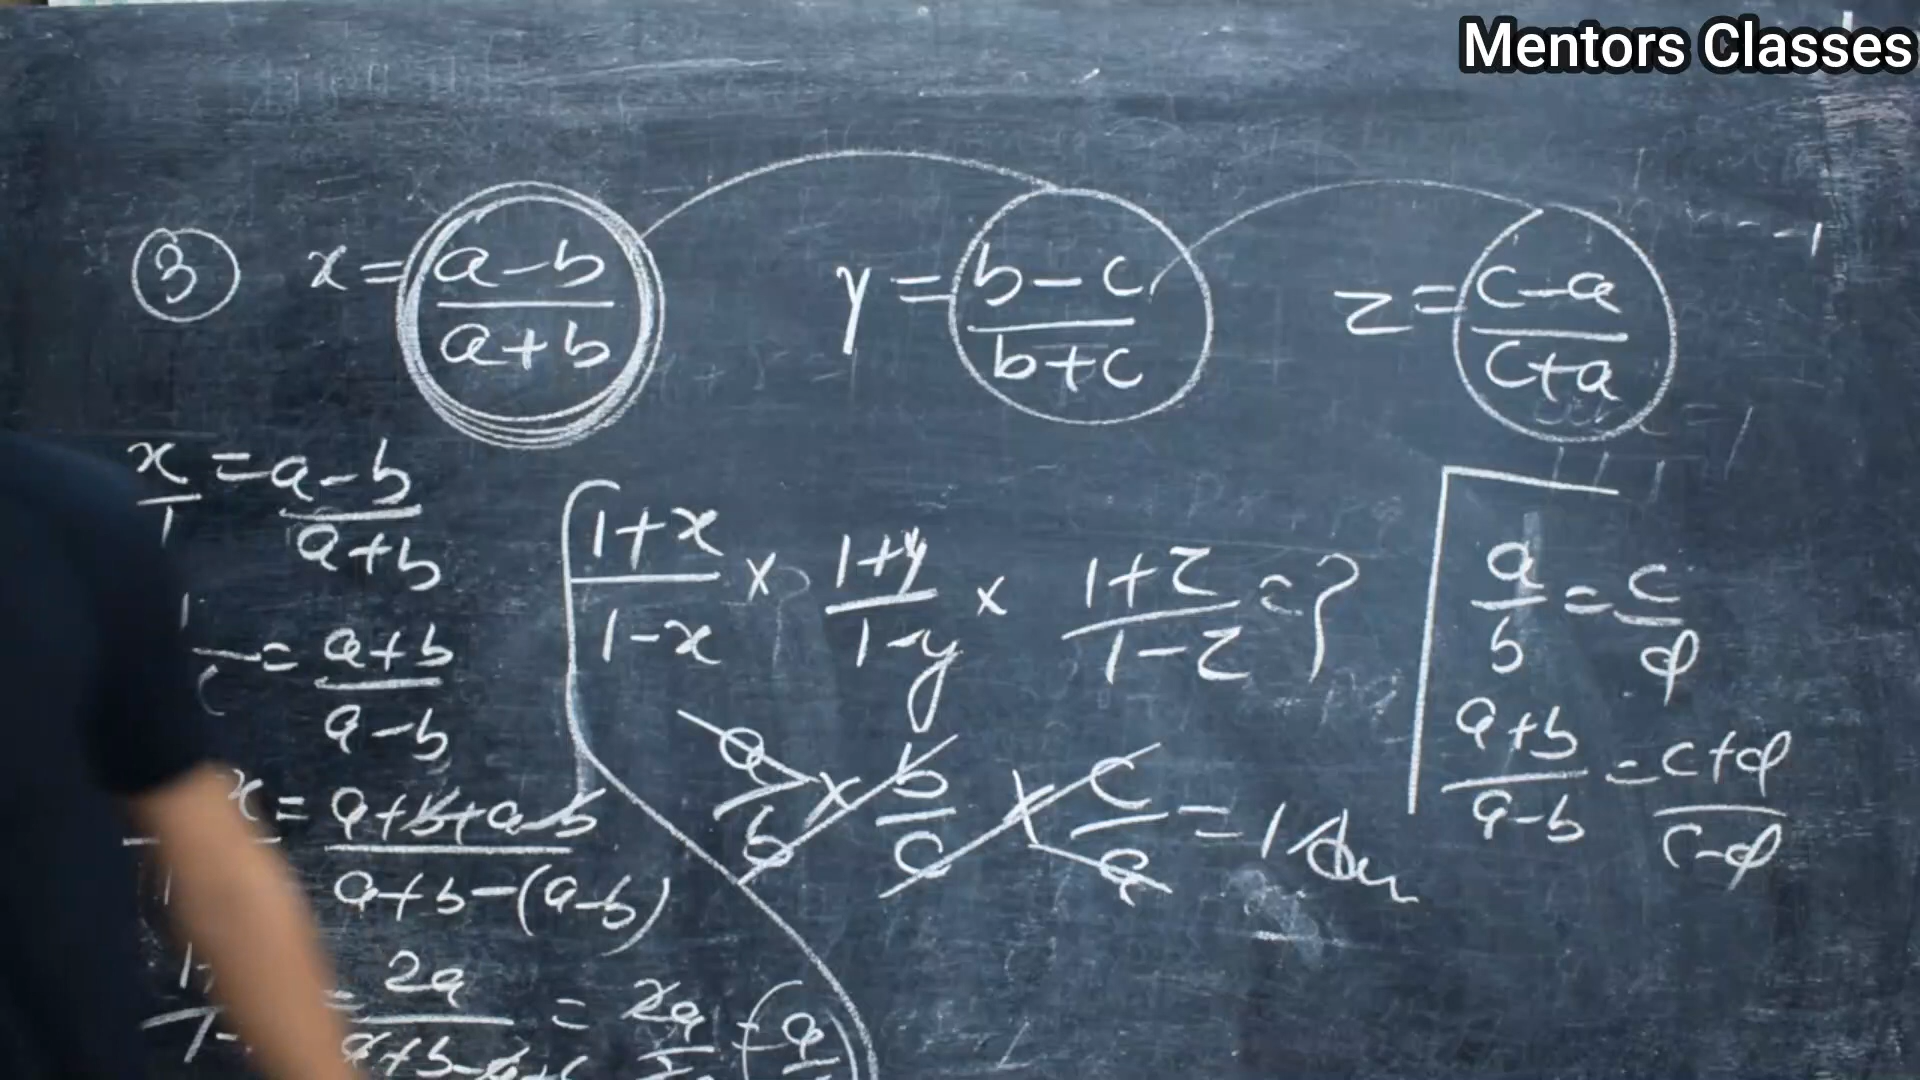 Mentors Classes
③ x = (a-b)/(a+b) y = (b-c)/(b+c) z = (c-a)/(c+a)
x/1 = (a-b)/(a+b)
(1+x)/(1-x) × (1+y)/(1-y) × (1+z)/(1-z) = ?
a/b = c/d
= (a+b)/(a-b)
(a+b)/(a-b) = (c+d)/(c-d)
a/b × b/c × c/a = 1
x = (a+b+a-b)/(a+b-(a-b))
= 2a